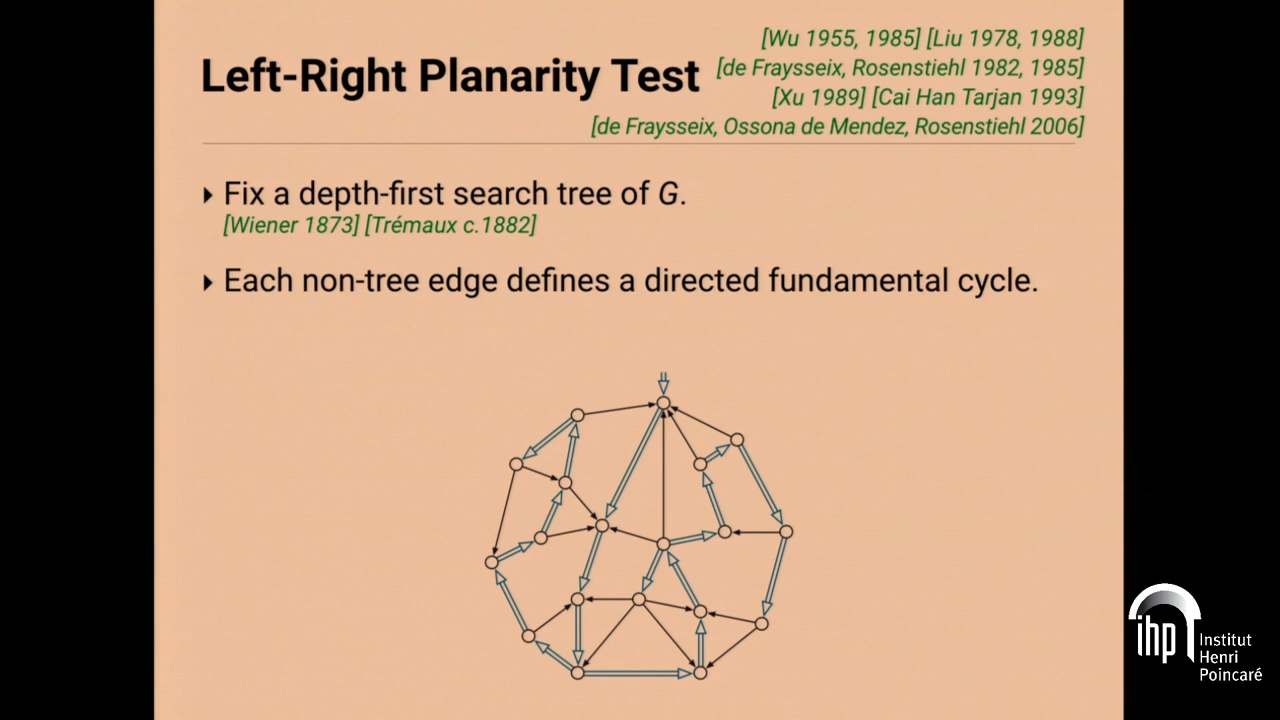 Left-Right Planarity Test
[Wu 1955, 1985] [Liu 1978, 1988]
[de Fraysseix, Rosenstiehl 1982, 1985]
[Xu 1989] [Cai Han Tarjan 1993]
[de Fraysseix, Ossona de Mendez, Rosenstiehl 2006]
Fix a depth-first search tree of G.
[Wiener 1873] [Trémaux c.1882]
Each non-tree edge defines a directed fundamental cycle.
ihp
Institut
Henri
Poincaré